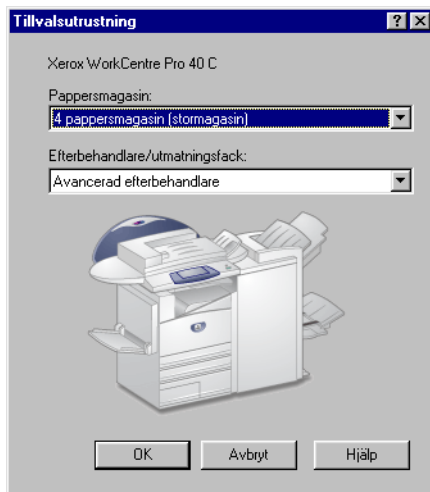 Tillvalsutrustning
Xerox WorkCentre Pro 40 C
Pappersmagasin:
4 pappersmagasin (stormagasin)
Efterbehandlare/utmatningsfack:
Avancerad efterbehandlare
OK Avbryt Hjälp